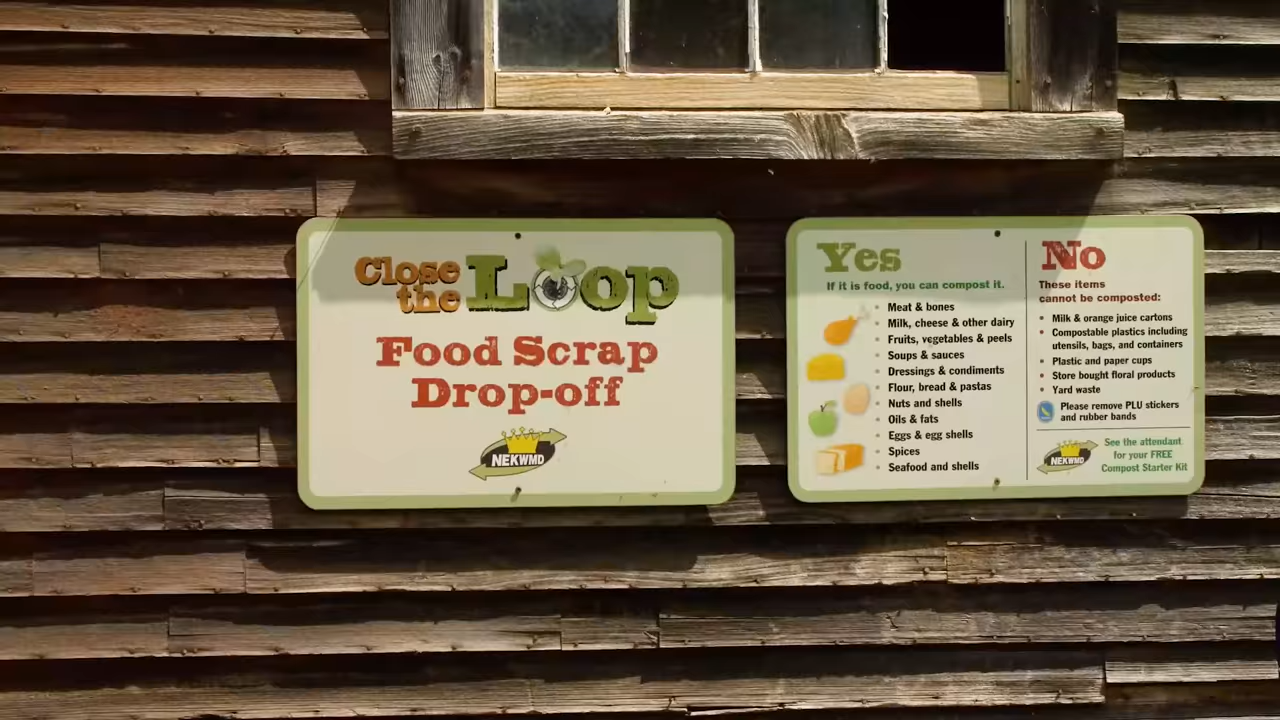 Close
the
Loop
Food Scrap
Drop-off
NEKWMD
Yes
If it is food, you can compost it.
Meat & bones
Milk, cheese & other dairy
Fruits, vegetables & peels
Soups & sauces
Dressings & condiments
Flour, bread & pastas
Nuts and shells
Oils & fats
Eggs & egg shells
Spices
Seafood and shells
No
These items
cannot be composted:
Milk & orange juice cartons
Compostable plastics including
utensils, bags, and containers
Plastic and paper cups
Store bought floral products
Yard waste
Please remove PLU stickers
and rubber bands
NEKWMD
See the attendant
for your FREE
Compost Starter Kit